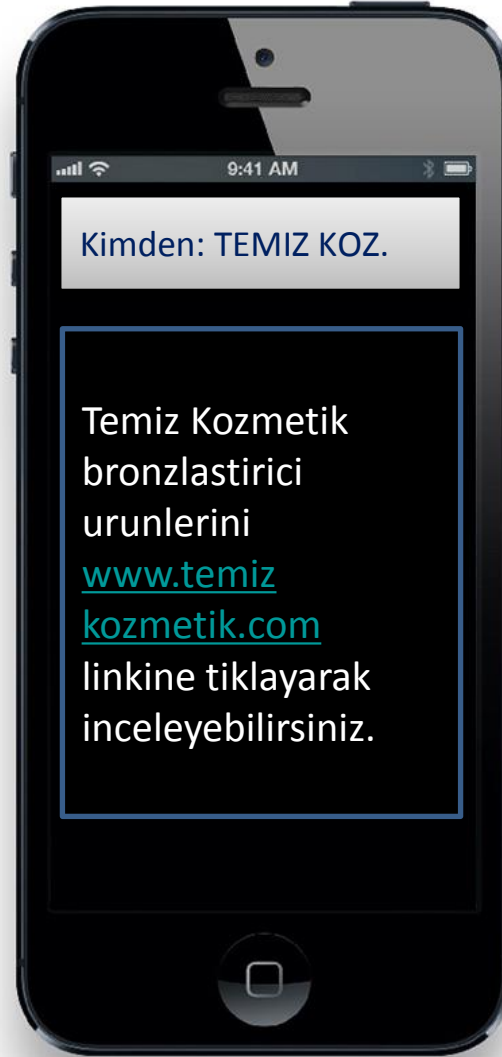 9:41 AM
Kimden: TEMIZ KOZ.
Temiz Kozmetik
bronzlastirici
urunlerini
www.temiz
kozmetik.com
linkine tiklayarak
inceleyebilirsiniz.